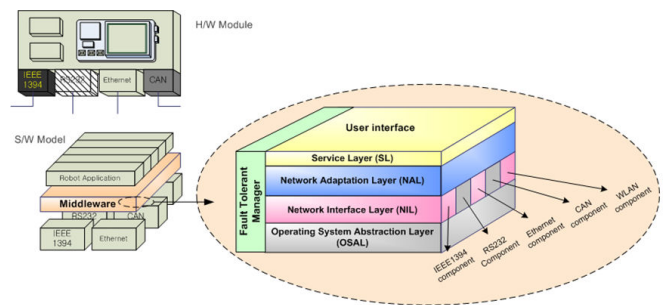 H/W Module
IEEE
1394
RS232
Ethernet
CAN
S/W Model
Robot Application
Middleware
RS232
CAN
IEEE
1394
Ethernet
Fault Tolerant
Manager
User interface
Service Layer (SL)
Network Adaptation Layer (NAL)
Network Interface Layer (NIL)
Operating System Abstraction Layer
(OSAL)
IEEE1394
component
RS232
Component
Ethernet
component
CAN
component
WLAN
component